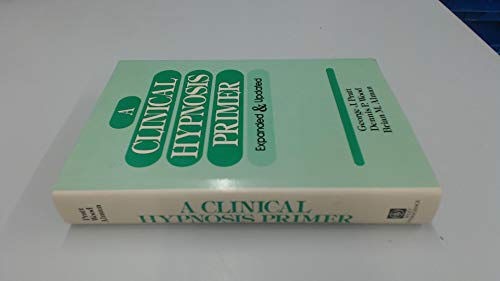 A
CLINICAL
HYPNOSIS
PRIMER
Expanded & Updated
George J. Pratt
Dennis P. Wood
Brian M. Alman
Pratt
Wood
Alman
A CLINICAL
HYPNOSIS PRIMER